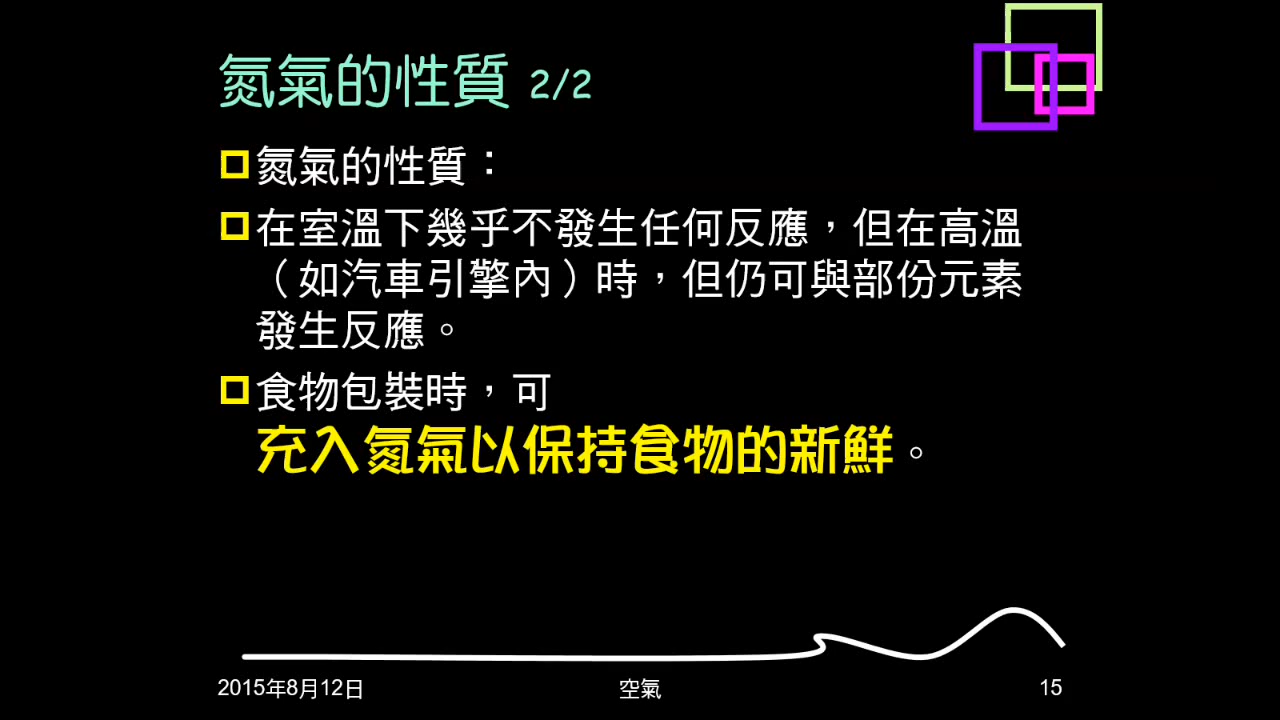 氮氣的性質 2/2
氮氣的性質：
在室溫下幾乎不發生任何反應，但在高溫
（如汽車引擎內）時，但仍可與部份元素
發生反應。
食物包裝時，可
充入氮氣以保持食物的新鮮。
2015年8月12日
空氣
15